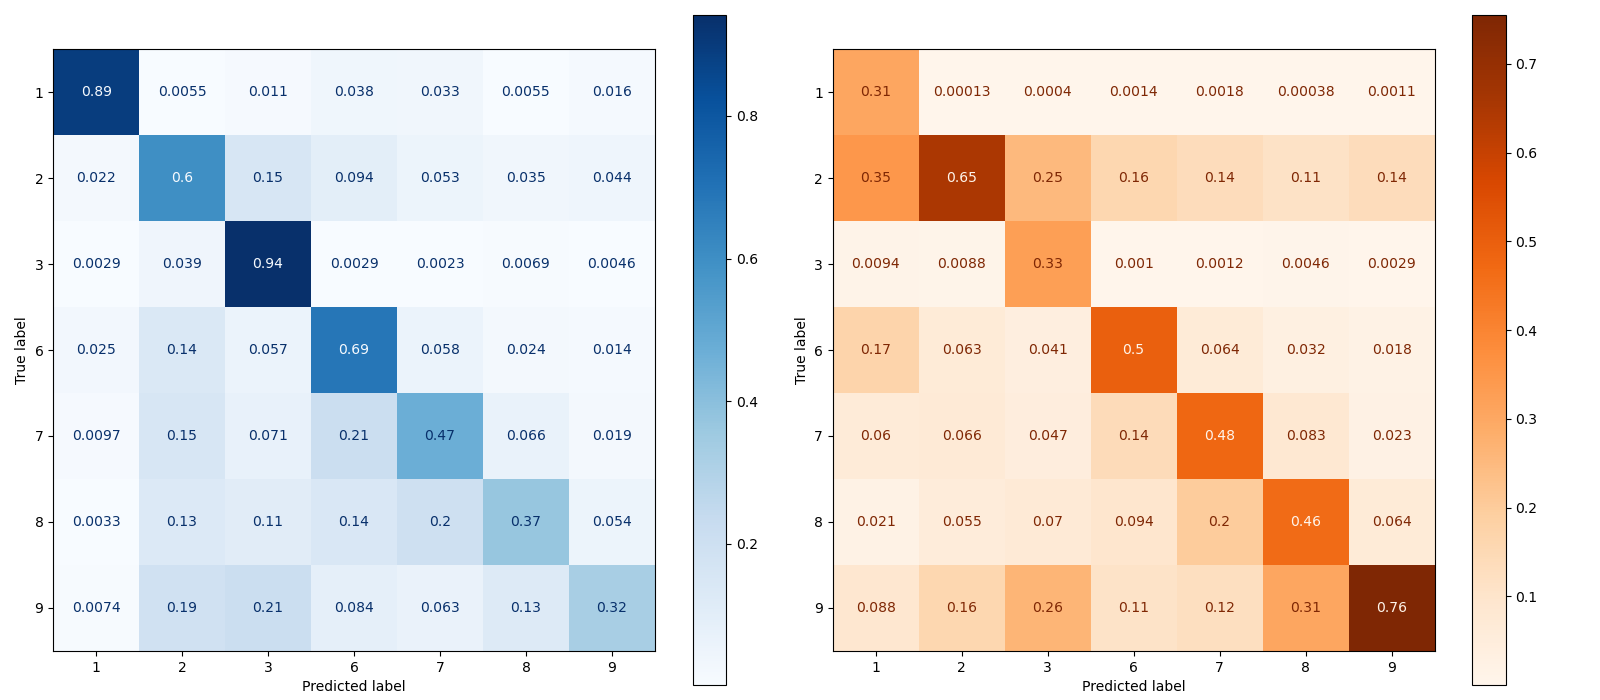 1 0.89 0.0055 0.011 0.038 0.033 0.0055 0.016
2 0.022 0.6 0.15 0.094 0.053 0.035 0.044
3 0.0029 0.039 0.94 0.0029 0.0023 0.0069 0.0046
6 0.025 0.14 0.057 0.69 0.058 0.024 0.014
7 0.0097 0.15 0.071 0.21 0.47 0.066 0.019
8 0.0033 0.13 0.11 0.14 0.2 0.37 0.054
9 0.0074 0.19 0.21 0.084 0.063 0.13 0.32
1 2 3 6 7 8 9
Predicted label
True label
0.8
0.6
0.4
0.2
1 0.31 0.00013 0.0004 0.0014 0.0018 0.00038 0.0011
2 0.35 0.65 0.25 0.16 0.14 0.11 0.14
3 0.0094 0.0088 0.33 0.001 0.0012 0.0046 0.0029
6 0.17 0.063 0.041 0.5 0.064 0.032 0.018
7 0.06 0.066 0.047 0.14 0.48 0.083 0.023
8 0.021 0.055 0.07 0.094 0.2 0.46 0.064
9 0.088 0.16 0.26 0.11 0.12 0.31 0.76
1 2 3 6 7 8 9
Predicted label
True label
0.7
0.6
0.5
0.4
0.3
0.2
0.1